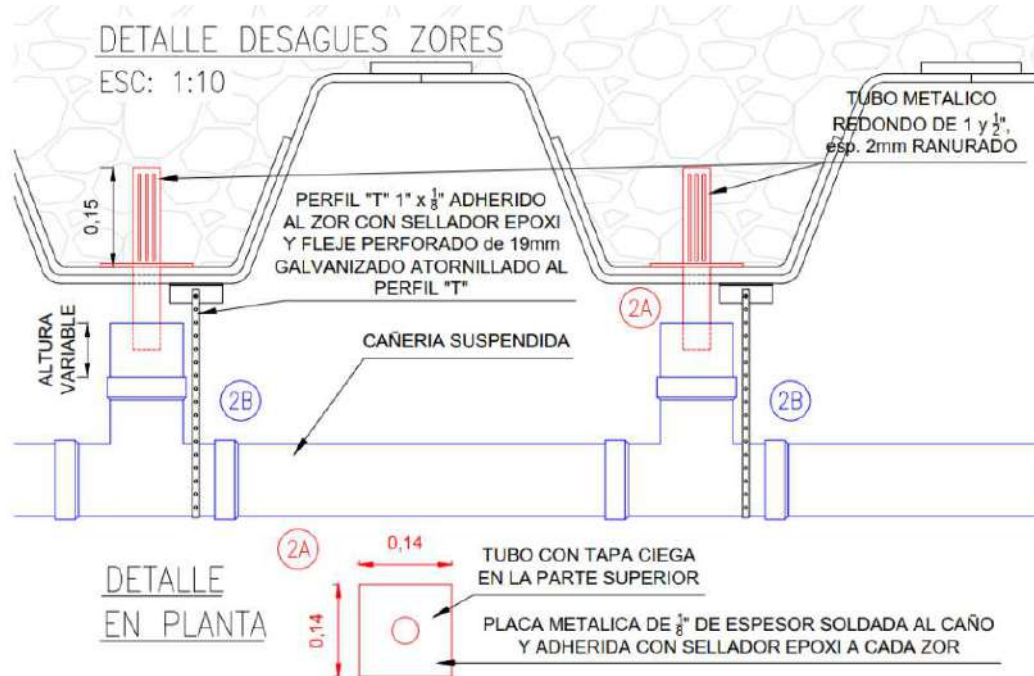 DETALLE DESAGUES ZORES
ESC: 1:10
TUBO METALICO
REDONDO DE 1 y ½",
esp. 2mm RANURADO
PERFIL "T" 1" x ⅛" ADHERIDO
AL ZOR CON SELLADOR EPOXI
Y FLEJE PERFORADO de 19mm
GALVANIZADO ATORNILLADO AL
PERFIL "T"
0,15
2A
ALTURA
VARIABLE
CAÑERIA SUSPENDIDA
2B
2B
2A
0,14
TUBO CON TAPA CIEGA
EN LA PARTE SUPERIOR
DETALLE
EN PLANTA
0,14
PLACA METALICA DE ⅛" DE ESPESOR SOLDADA AL CAÑO
Y ADHERIDA CON SELLADOR EPOXI A CADA ZOR